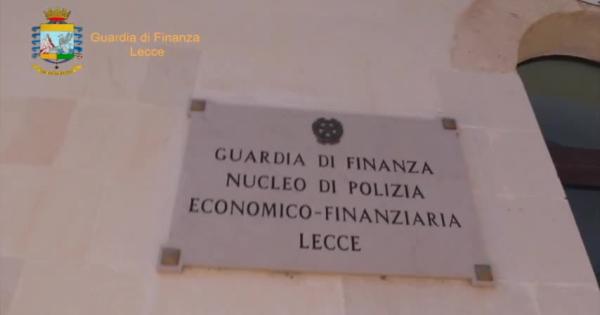 Guardia di Finanza
Lecce
GUARDIA DI FINANZA
NUCLEO DI POLIZIA
ECONOMICO-FINANZIARIA
LECCE